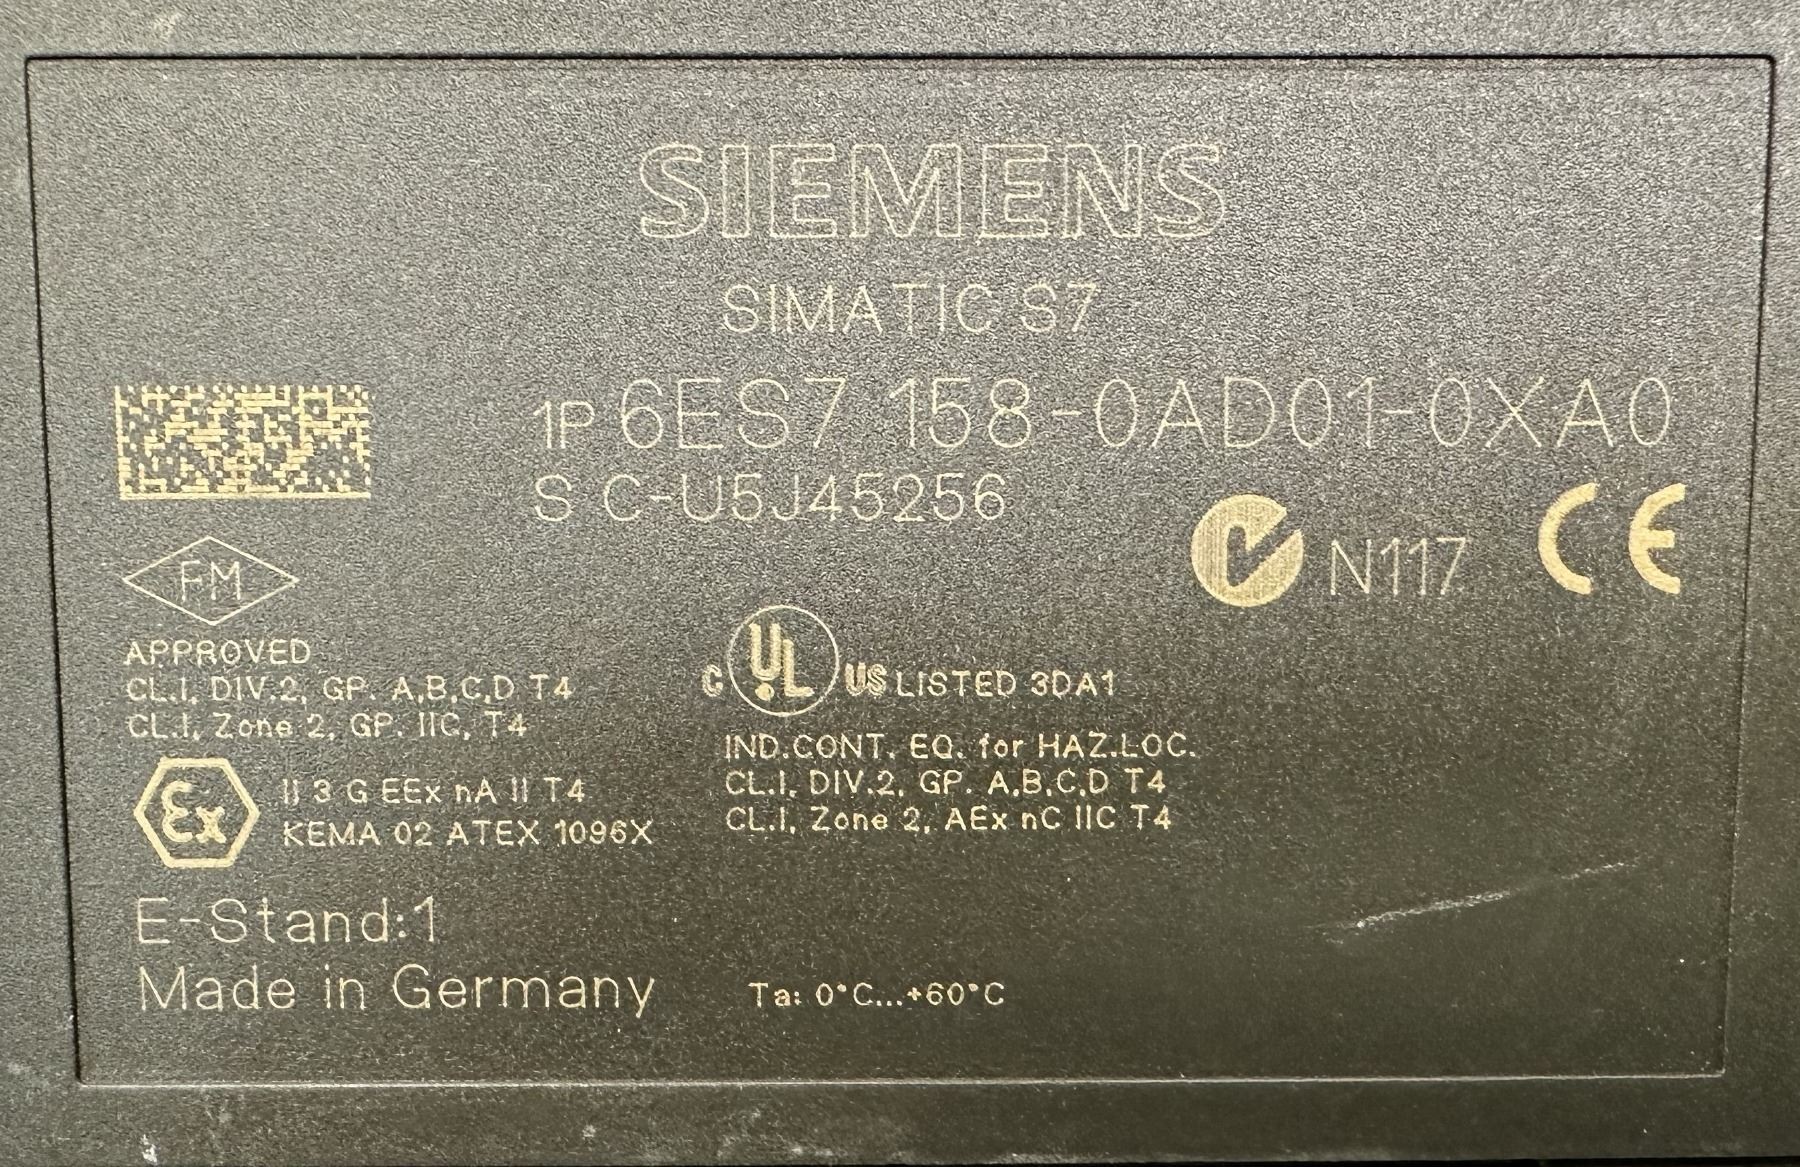 SIEMENS
SIMATIC S7
1P 6ES7 158-0AD01-0XA0
S C-U5J45256
N117 CE
FM
APPROVED
CL.I, DIV.2, GP. A,B,C,D T4
CL.I, Zone 2, GP. IIC, T4
C UL US LISTED 3DA1
IND.CONT. EQ. for HAZ.LOC.
CL.I, DIV.2, GP. A,B,C,D T4
CL.I, Zone 2, AEx nC IIC T4
Ex II 3 G EEx nA II T4
KEMA 02 ATEX 1096X
E-Stand:1
Made in Germany
Ta: 0°C...+60°C